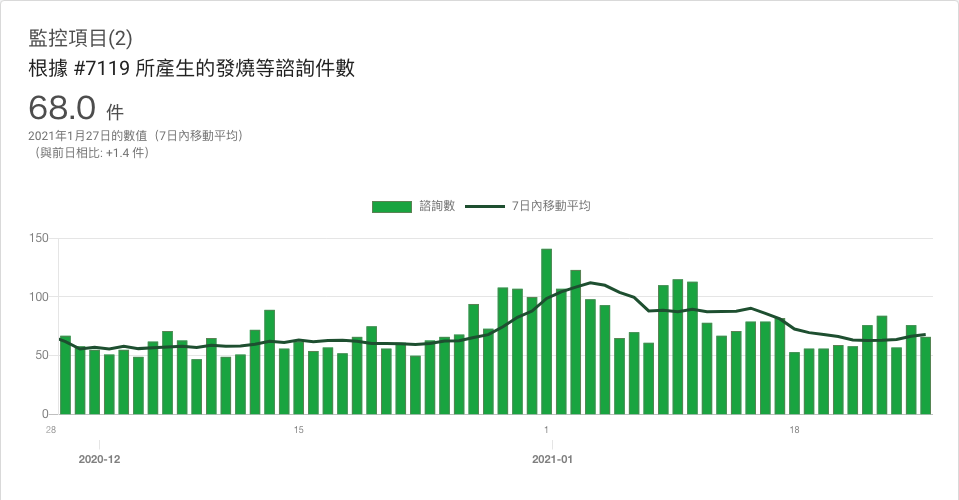 監控項目(2)
根據 #7119 所產生的發燒等諮詢件數
68.0 件
2021年1月27日的數值（7日內移動平均）
（與前日相比: +1.4 件）
諮詢數 7日內移動平均
150
100
50
0
28 15 1 18
2020-12 2021-01